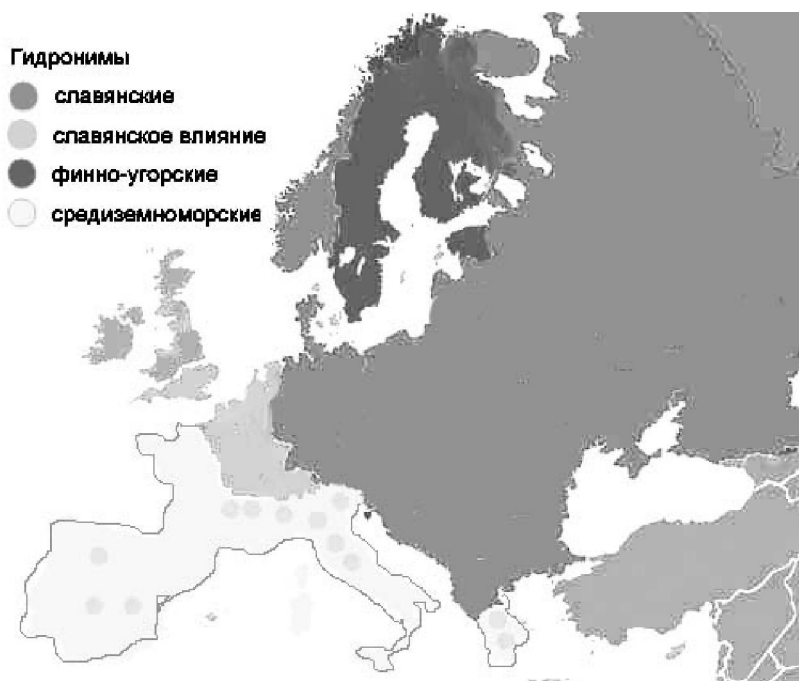 Гидронимы
славянские
славянское влияние
финно-угорские
средиземноморские